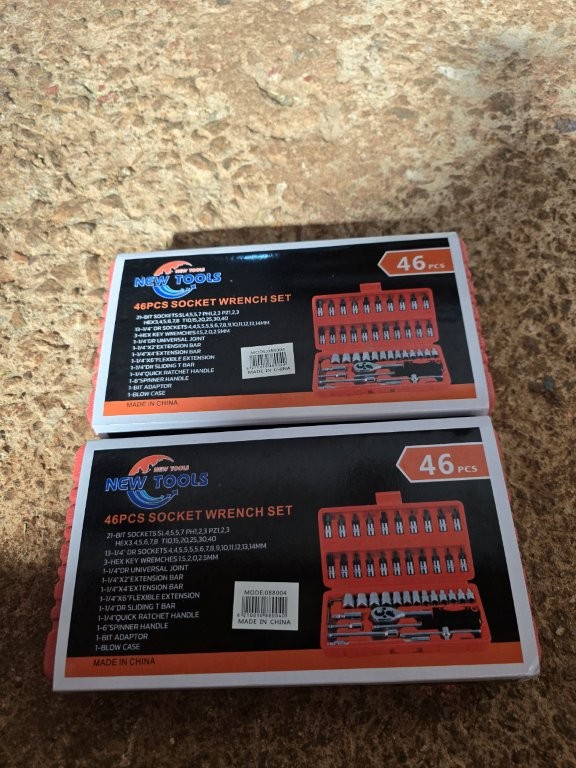 NEW TOOLS
NEW TOOLS
46 PCS
46PCS SOCKET WRENCH SET
21-BIT SOCKETS:S1,4,5.5,7 PH1,2,3 PZ1,2,3
HEX3,4,5,6,7,8 T10,15,20,25,30,40
13-1/4" DR SOCKETS:4,4.5,5,5.5,6,7,8,9,10,11,12,13,14MM
3-HEX KEY WREMCHES:1.5,2.0,2.5MM
1-1/4"DR UNIVERSAL JOINT
1-1/4"X2"EXTENSION BAR
1-1/4"X4"EXTENSION BAR
1-1/4"X6"FLEXIBLE EXTENSION
1-1/4"DR SLIDING T BAR
1-1/4"QUICK RATCHET HANDLE
1-6"SPINNER HANDLE
1-BIT ADAPTOR
1-BLOW CASE
MODE:088004
MADE IN CHINA
MADE IN CHINA
NEW TOOLS
NEW TOOLS
46 PCS
46PCS SOCKET WRENCH SET
21-BIT SOCKETS:S1,4,5.5,7 PH1,2,3 PZ1,2,3
HEX3,4,5,6,7,8 T10,15,20,25,30,40
13-1/4" DR SOCKETS:4,4.5,5,5.5,6,7,8,9,10,11,12,13,14MM
3-HEX KEY WREMCHES:1.5,2.0,2.5MM
1-1/4"DR UNIVERSAL JOINT
1-1/4"X2"EXTENSION BAR
1-1/4"X4"EXTENSION BAR
1-1/4"X6"FLEXIBLE EXTENSION
1-1/4"DR SLIDING T BAR
1-1/4"QUICK RATCHET HANDLE
1-6"SPINNER HANDLE
1-BIT ADAPTOR
1-BLOW CASE
MODE:088004
MADE IN CHINA
MADE IN CHINA